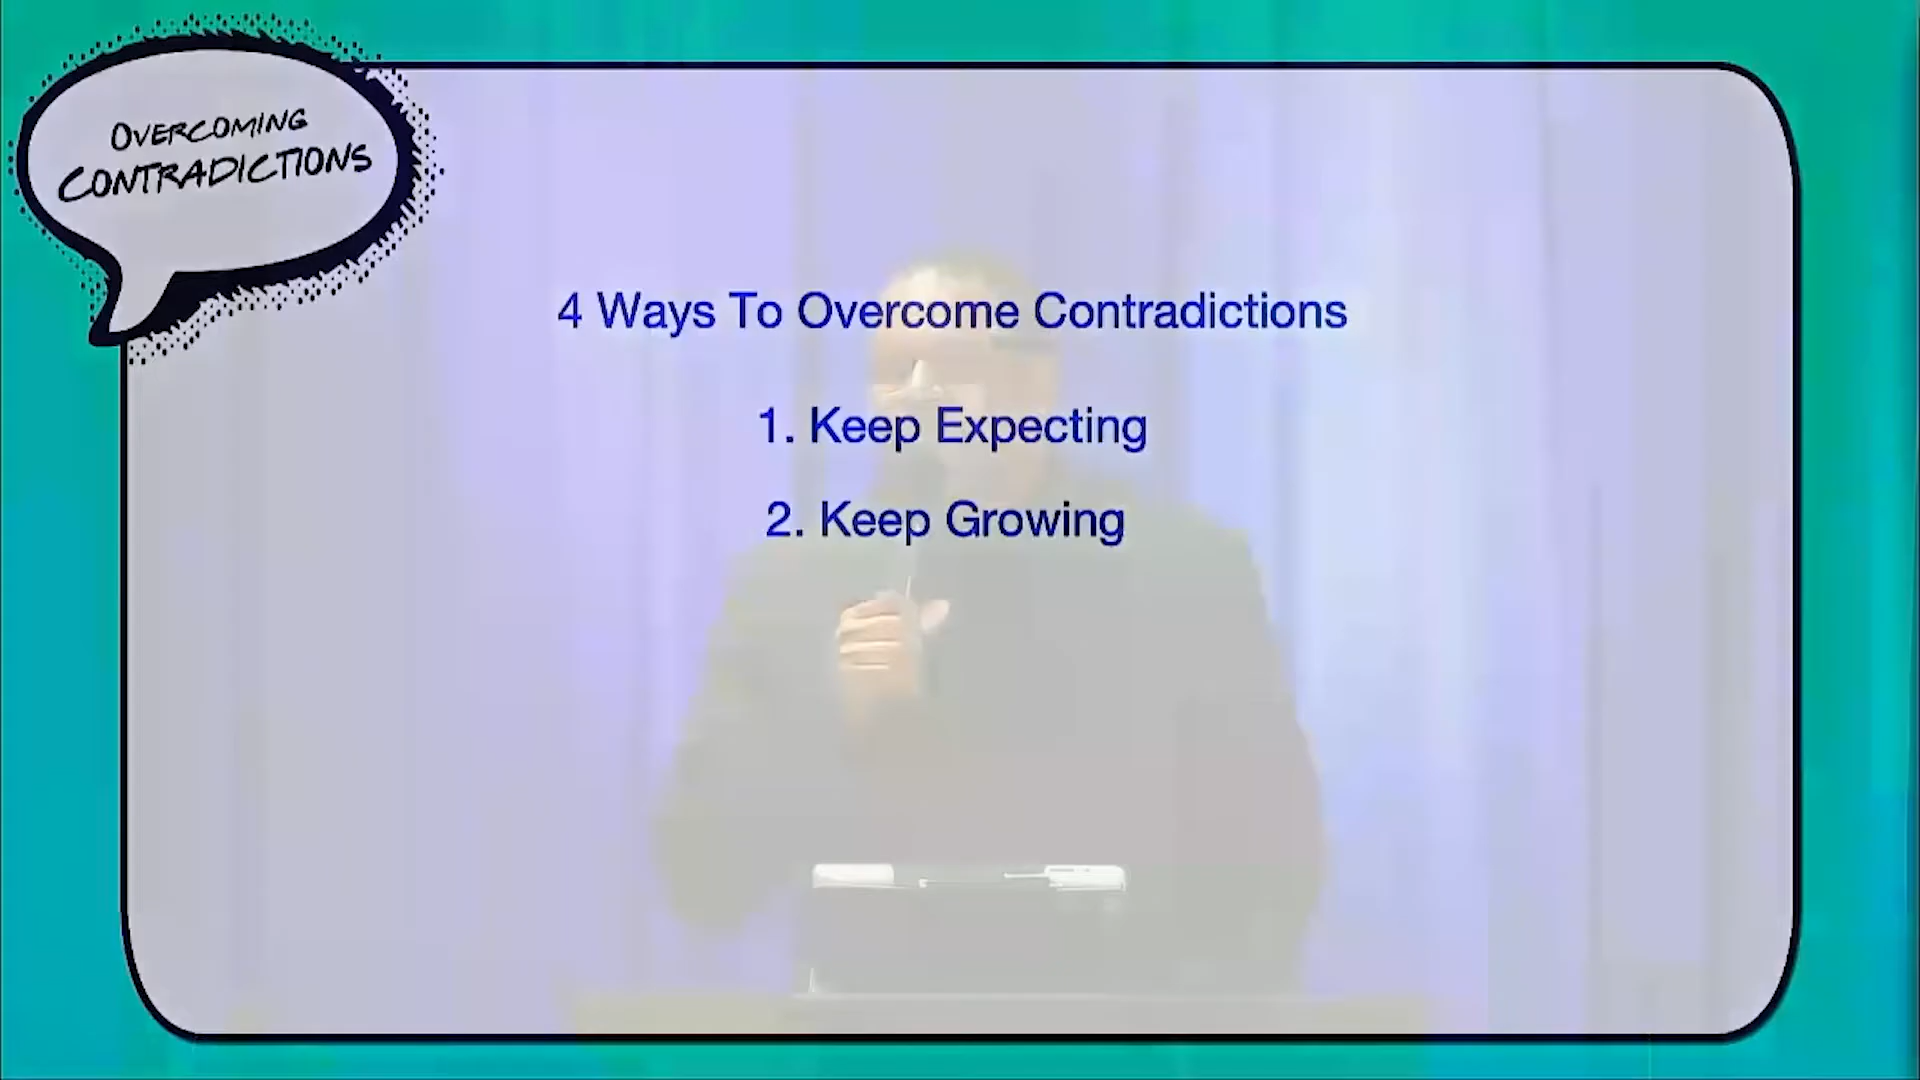 OVERCOMING
CONTRADICTIONS
4 Ways To Overcome Contradictions
1. Keep Expecting
2. Keep Growing